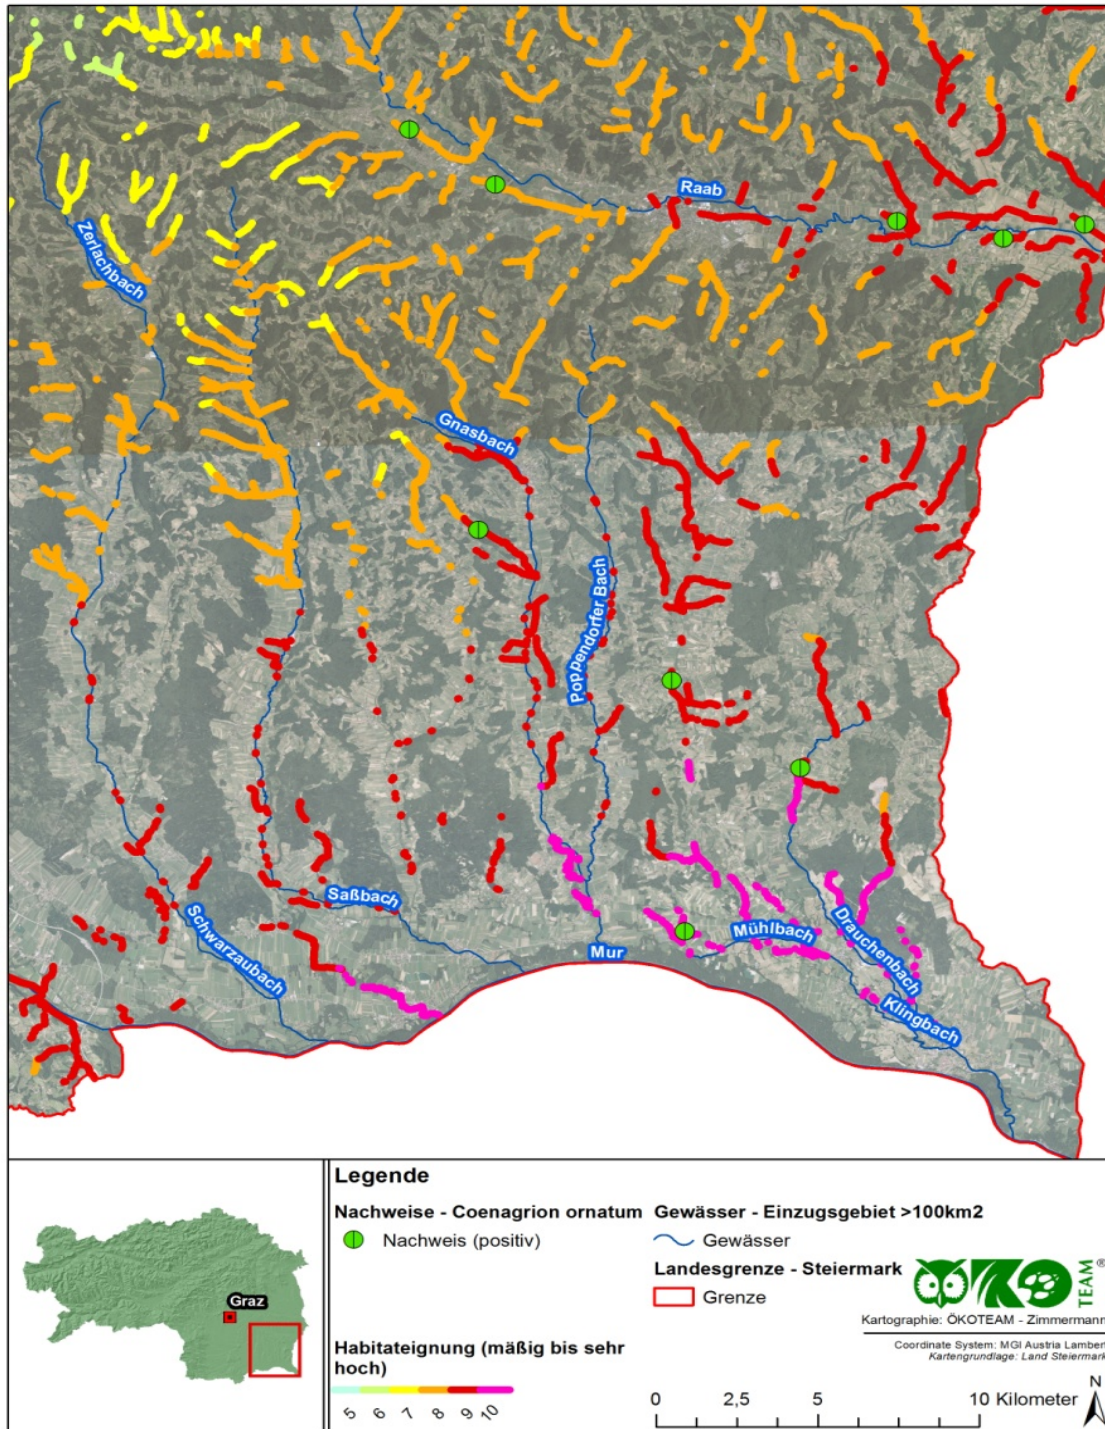 Raab
Zerlachbach
Gnasbach
Poppendorfer Bach
Saßbach
Schwarzaubach
Mur
Mühlbach
Drauchenbach
Klingbach
Graz
Legende
Nachweise - Coenagrion ornatum
Nachweis (positiv)
Habitateignung (mäßig bis sehr
hoch)
5 6 7 8 9 10
Gewässer - Einzugsgebiet >100km2
Gewässer
Landesgrenze - Steiermark
Grenze
ÖKO
TEAM ®
Kartographie: ÖKOTEAM - Zimmermann
Coordinate System: MGI Austria Lambert
Kartengrundlage: Land Steiermark
0 2,5 5 10 Kilometer
N